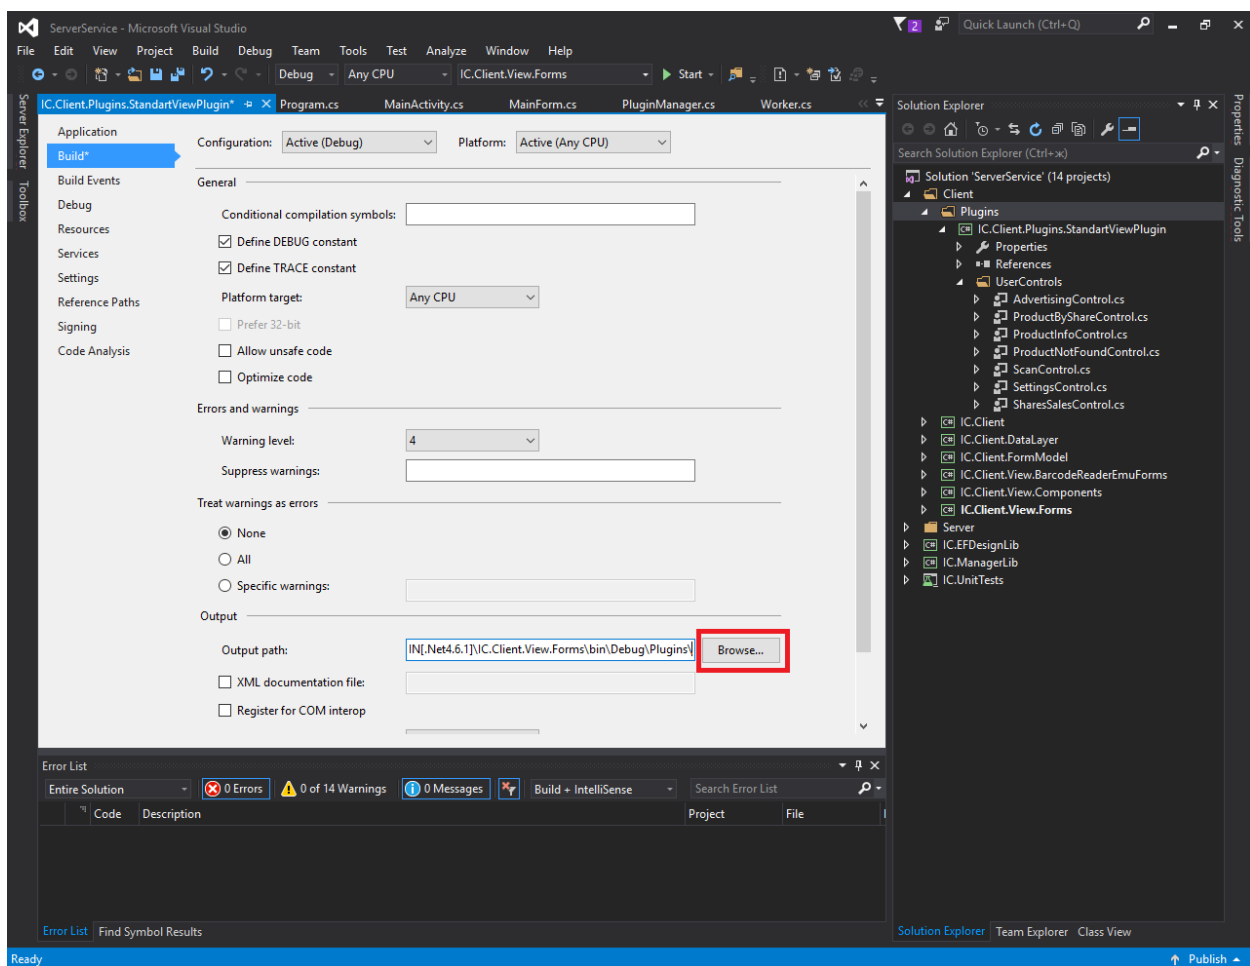 ServerService - Microsoft Visual Studio
2
Quick Launch (Ctrl+Q)
File Edit View Project Build Debug Team Tools Test Analyze Window Help
Debug Any CPU IC.Client.View.Forms Start
Server Explorer
Toolbox
IC.Client.Plugins.StandartViewPlugin* Program.cs MainActivity.cs MainForm.cs PluginManager.cs Worker.cs
Application
Build*
Build Events
Debug
Resources
Services
Settings
Reference Paths
Signing
Code Analysis
Configuration: Active (Debug) Platform: Active (Any CPU)
General
Conditional compilation symbols:
Define DEBUG constant
Define TRACE constant
Platform target: Any CPU
Prefer 32-bit
Allow unsafe code
Optimize code
Errors and warnings
Warning level: 4
Suppress warnings:
Treat warnings as errors
None
All
Specific warnings:
Output
Output path: IN[.Net4.6.1]\IC.Client.View.Forms\bin\Debug\Plugins\ Browse...
XML documentation file:
Register for COM interop
Error List
Entire Solution 0 Errors 0 of 14 Warnings 0 Messages Build + IntelliSense Search Error List
Code Description Project File
Error List Find Symbol Results
Solution Explorer
Search Solution Explorer (Ctrl+ж)
Solution 'ServerService' (14 projects)
Client
Plugins
C# IC.Client.Plugins.StandartViewPlugin
Properties
References
UserControls
AdvertisingControl.cs
ProductByShareControl.cs
ProductInfoControl.cs
ProductNotFoundControl.cs
ScanControl.cs
SettingsControl.cs
SharesSalesControl.cs
C# IC.Client
C# IC.Client.DataLayer
C# IC.Client.FormModel
C# IC.Client.View.BarcodeReaderEmuForms
C# IC.Client.View.Components
C# IC.Client.View.Forms
Server
C# IC.EFDesignLib
C# IC.ManagerLib
IC.UnitTests
Solution Explorer Team Explorer Class View
Properties
Diagnostic Tools
Ready
Publish